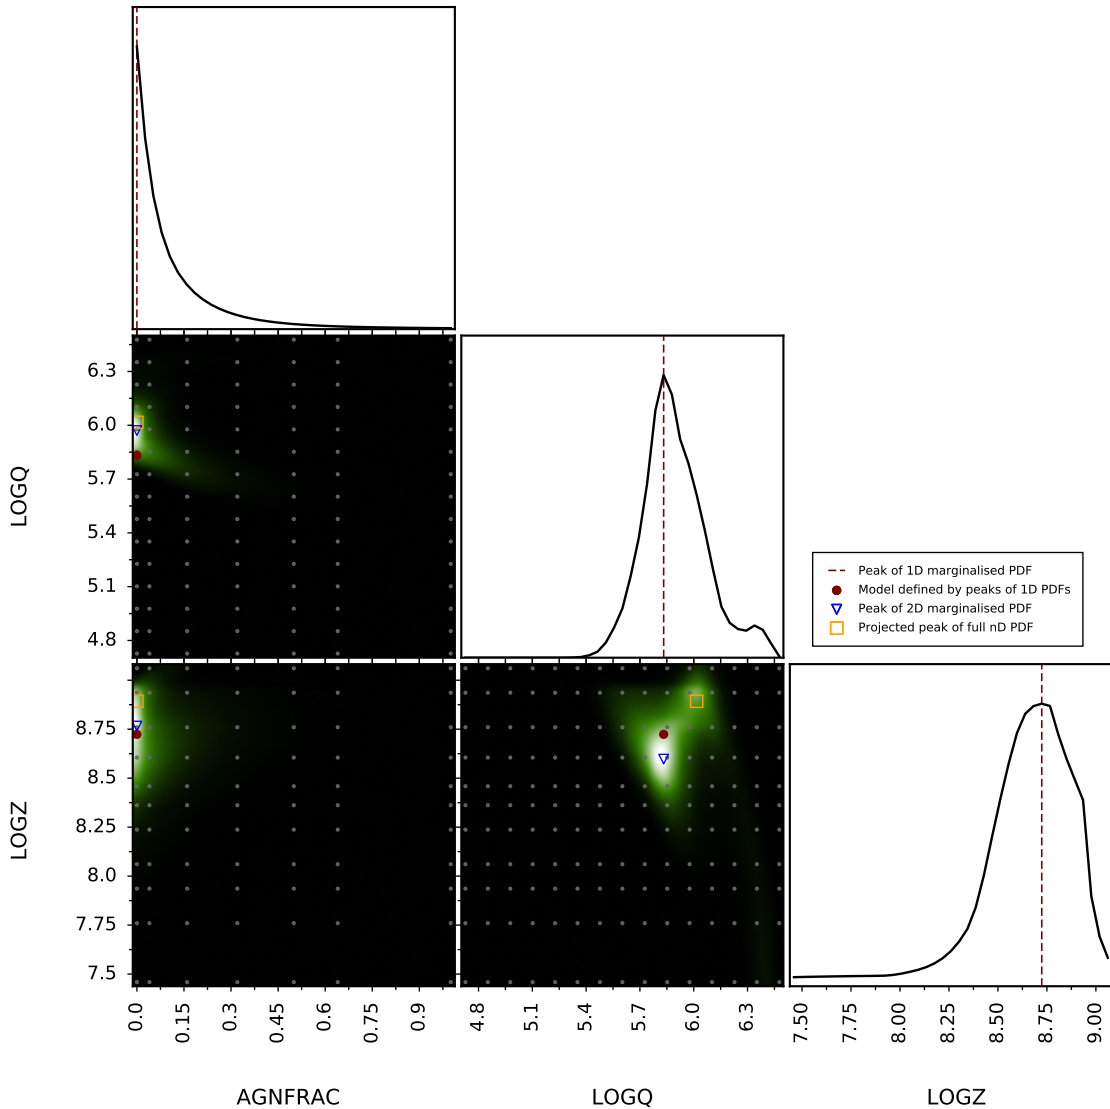 6.3
6.0
5.7
5.4
5.1
4.8
LOGQ
Peak of 1D marginalised PDF
Model defined by peaks of 1D PDFs
Peak of 2D marginalised PDF
Projected peak of full nD PDF
8.75
8.5
8.25
8.0
7.75
7.5
LOGZ
0.0 0.15 0.3 0.45 0.6 0.75 0.9
4.8 5.1 5.4 5.7 6.0 6.3
7.50 7.75 8.00 8.25 8.50 8.75 9.00
AGNFRAC LOGQ LOGZ